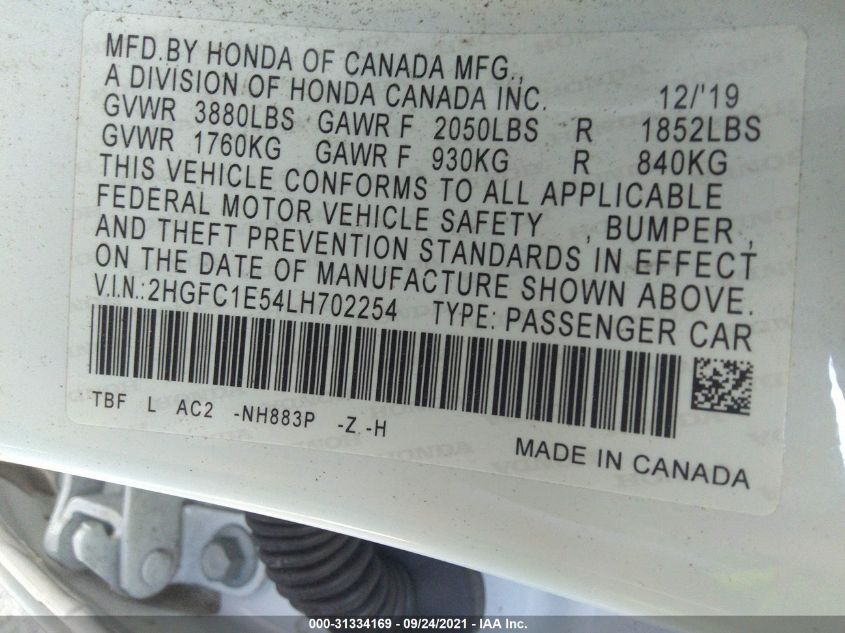 MFD.BY HONDA OF CANADA MFG.,
A DIVISION OF HONDA CANADA INC. 12/'19
GVWR 3880LBS GAWR F 2050LBS R 1852LBS
GVWR 1760KG GAWR F 930KG R 840KG
THIS VEHICLE CONFORMS TO ALL APPLICABLE
FEDERAL MOTOR VEHICLE SAFETY , BUMPER ,
AND THEFT PREVENTION STANDARDS IN EFFECT
ON THE DATE OF MANUFACTURE SHOWN ABOVE.
V.I.N.:2HGFC1E54LH702254 TYPE: PASSENGER CAR
TBF L AC2 -NH883P -Z -H
MADE IN CANADA
000-31334169 - 09/24/2021 - IAA Inc.